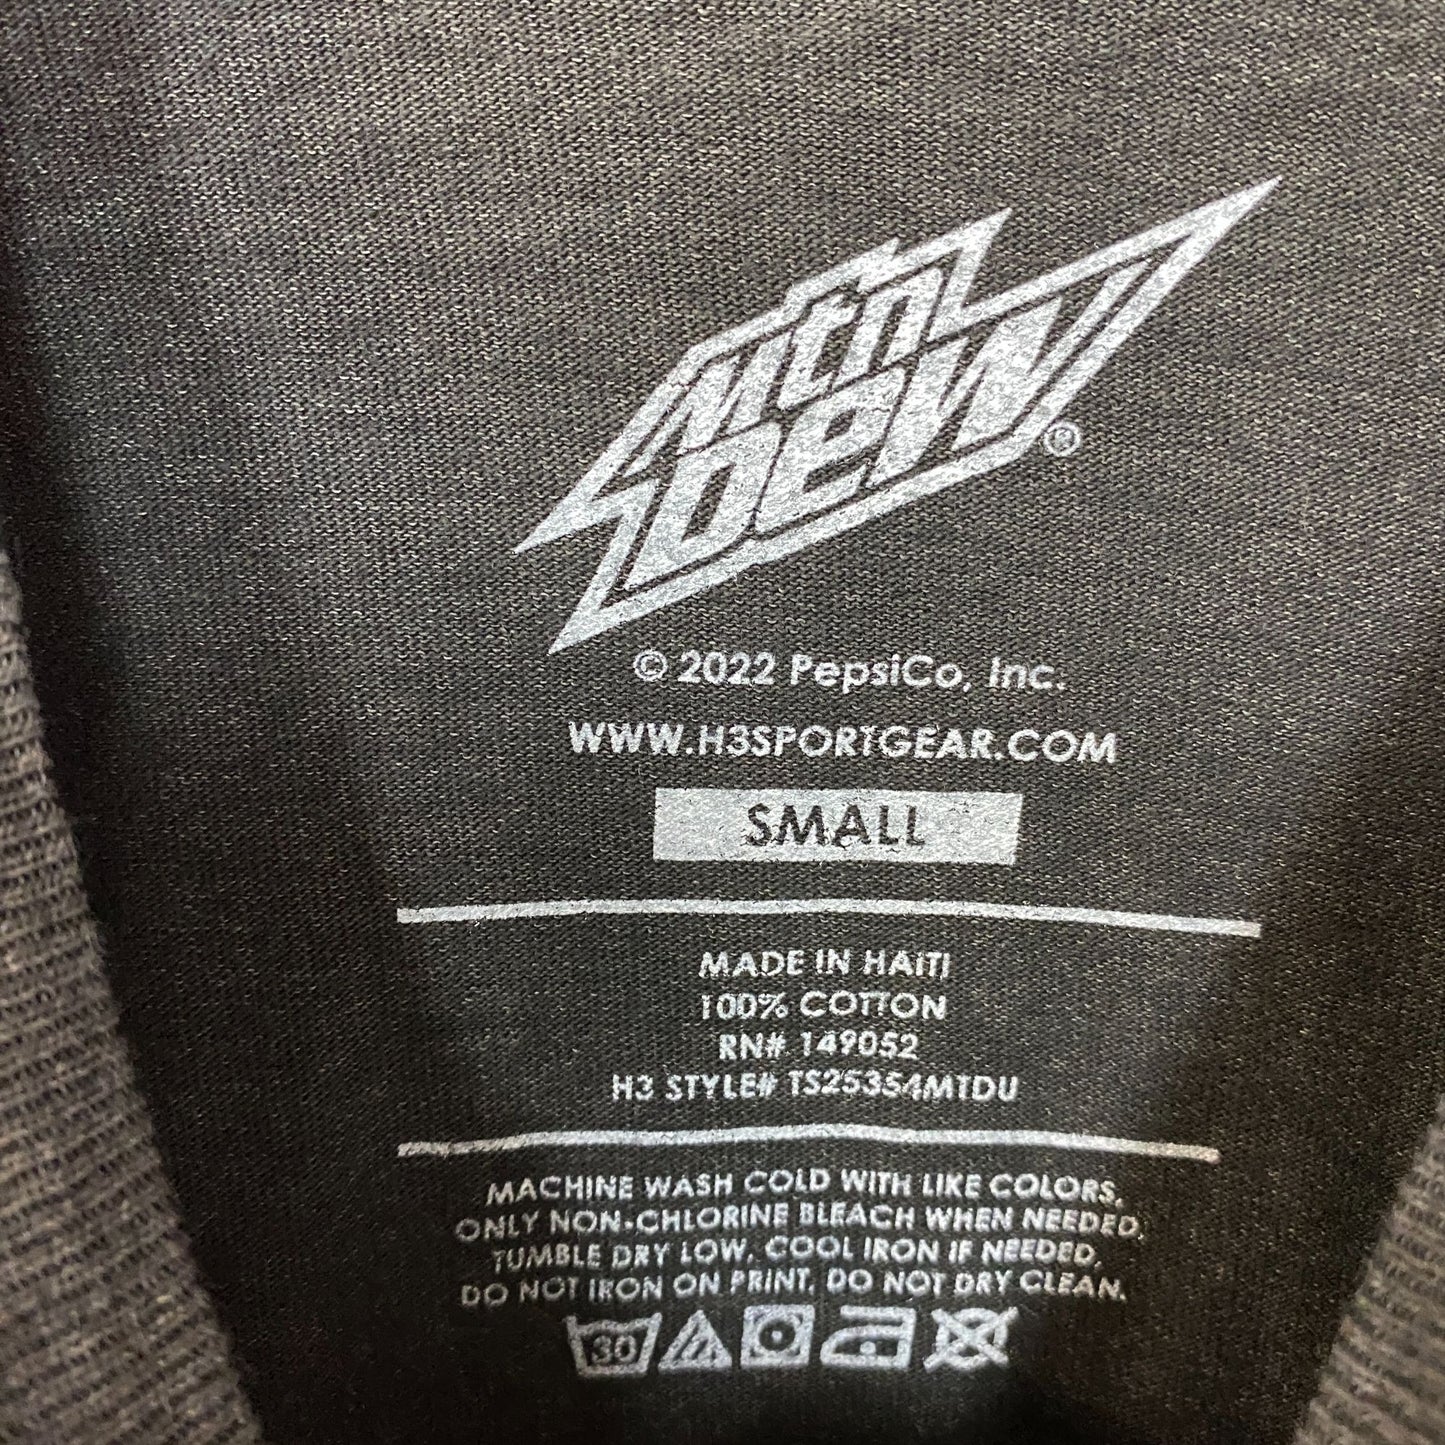 Mtn
Dew®
© 2022 PepsiCo, Inc.
WWW.H3SPORTGEAR.COM
SMALL
MADE IN HAITI
100% COTTON
RN# 149052
H3 STYLE# TS25354MTDU
MACHINE WASH COLD WITH LIKE COLORS.
ONLY NON-CHLORINE BLEACH WHEN NEEDED.
TUMBLE DRY LOW. COOL IRON IF NEEDED.
DO NOT IRON ON PRINT. DO NOT DRY CLEAN.
30